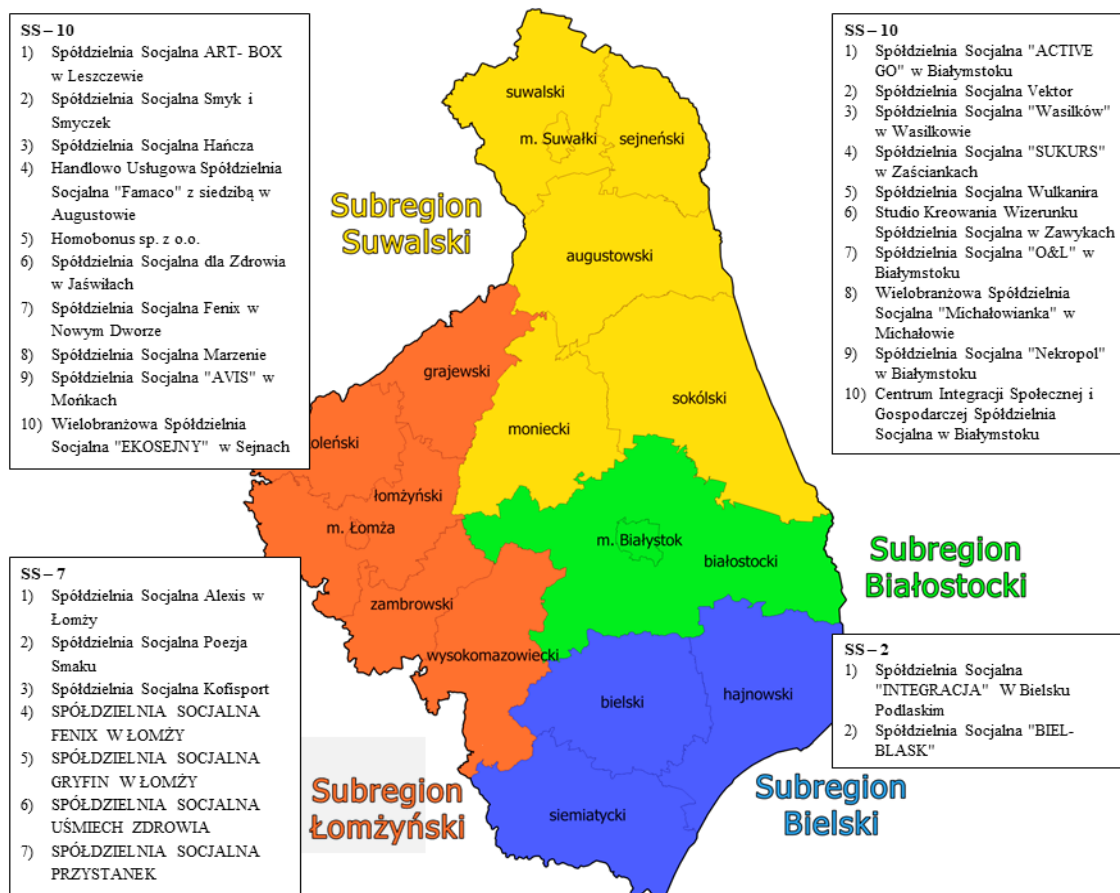 SS – 10
1) Spółdzielnia Socjalna ART- BOX
w Leszczewie
2) Spółdzielnia Socjalna Smyk i
Smyczek
3) Spółdzielnia Socjalna Hańcza
4) Handlowo Usługowa Spółdzielnia
Socjalna "Famaco" z siedzibą w
Augustowie
5) Homobonus sp. z o.o.
6) Spółdzielnia Socjalna dla Zdrowia
w Jaświłach
7) Spółdzielnia Socjalna Fenix w
Nowym Dworze
8) Spółdzielnia Socjalna Marzenie
9) Spółdzielnia Socjalna "AVIS" w
Mońkach
10) Wielobranżowa Spółdzielnia
Socjalna "EKOSEJNY" w Sejnach
SS – 10
1) Spółdzielnia Socjalna "ACTIVE
GO" w Białymstoku
2) Spółdzielnia Socjalna Vektor
3) Spółdzielnia Socjalna "Wasilków"
w Wasilkowie
4) Spółdzielnia Socjalna "SUKURS"
w Zaściankach
5) Spółdzielnia Socjalna Wulkanira
6) Studio Kreowania Wizerunku
Spółdzielnia Socjalna w Zawykach
7) Spółdzielnia Socjalna "O&L" w
Białymstoku
8) Wielobranżowa Spółdzielnia
Socjalna "Michałowianka" w
Michałowie
9) Spółdzielnia Socjalna "Nekropol"
w Białymstoku
10) Centrum Integracji Społecznej i
Gospodarczej Spółdzielnia
Socjalna w Białymstoku
suwalski
m. Suwałki
sejneński
Subregion
Suwalski
augustowski
grajewski
sokólski
moniecki
oleński
łomżyński
m. Łomża
m. Białystok
białostocki
Subregion
Białostocki
zambrowski
wysokomazowiecki
bielski
hajnowski
siemiatycki
Subregion
Łomżyński
Subregion
Bielski
SS – 7
1) Spółdzielnia Socjalna Alexis w
Łomży
2) Spółdzielnia Socjalna Poezja
Smaku
3) Spółdzielnia Socjalna Kofisport
4) SPÓŁDZIELNIA SOCJALNA
FENIX W ŁOMŻY
5) SPÓŁDZIELNIA SOCJALNA
GRYFIN W ŁOMŻY
6) SPÓŁDZIELNIA SOCJALNA
UŚMIECH ZDROWIA
7) SPÓŁDZIELNIA SOCJALNA
PRZYSTANEK
SS – 2
1) Spółdzielnia Socjalna
"INTEGRACJA" W Bielsku
Podlaskim
2) Spółdzielnia Socjalna "BIEL-
BLASK"